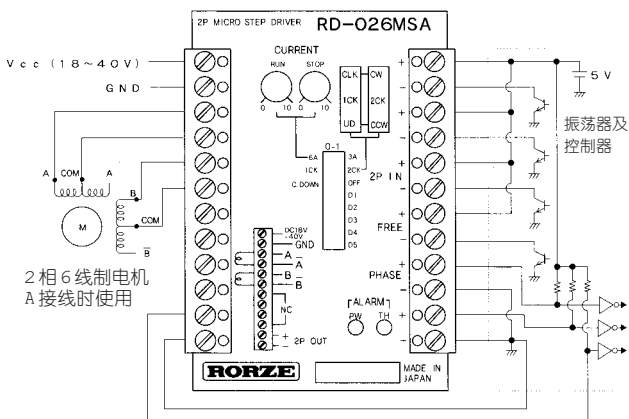 2P MICRO STEP DRIVER RD-026MSA
CURRENT
RUN STOP
0 10 0 10
CLK CW
1CK 2CK
UD CCW
Vcc (18~40V)
GND
A COM A
B
COM
B̅
M
2相6线制电机
A接线时使用
0-1
6A 3A
1CK 2CK
C.DOWN OFF
D1
D2
D3
D4
D5
DC18V
-40V
GND
A
A̅
B
B̅
NC
+
-
2P OUT
+
-
+
2P IN
-
+
FREE
-
+
PHASE
-
+
-
ALARM
PW TH
5V
振荡器及
控制器
RORZE
MADE IN
JAPAN